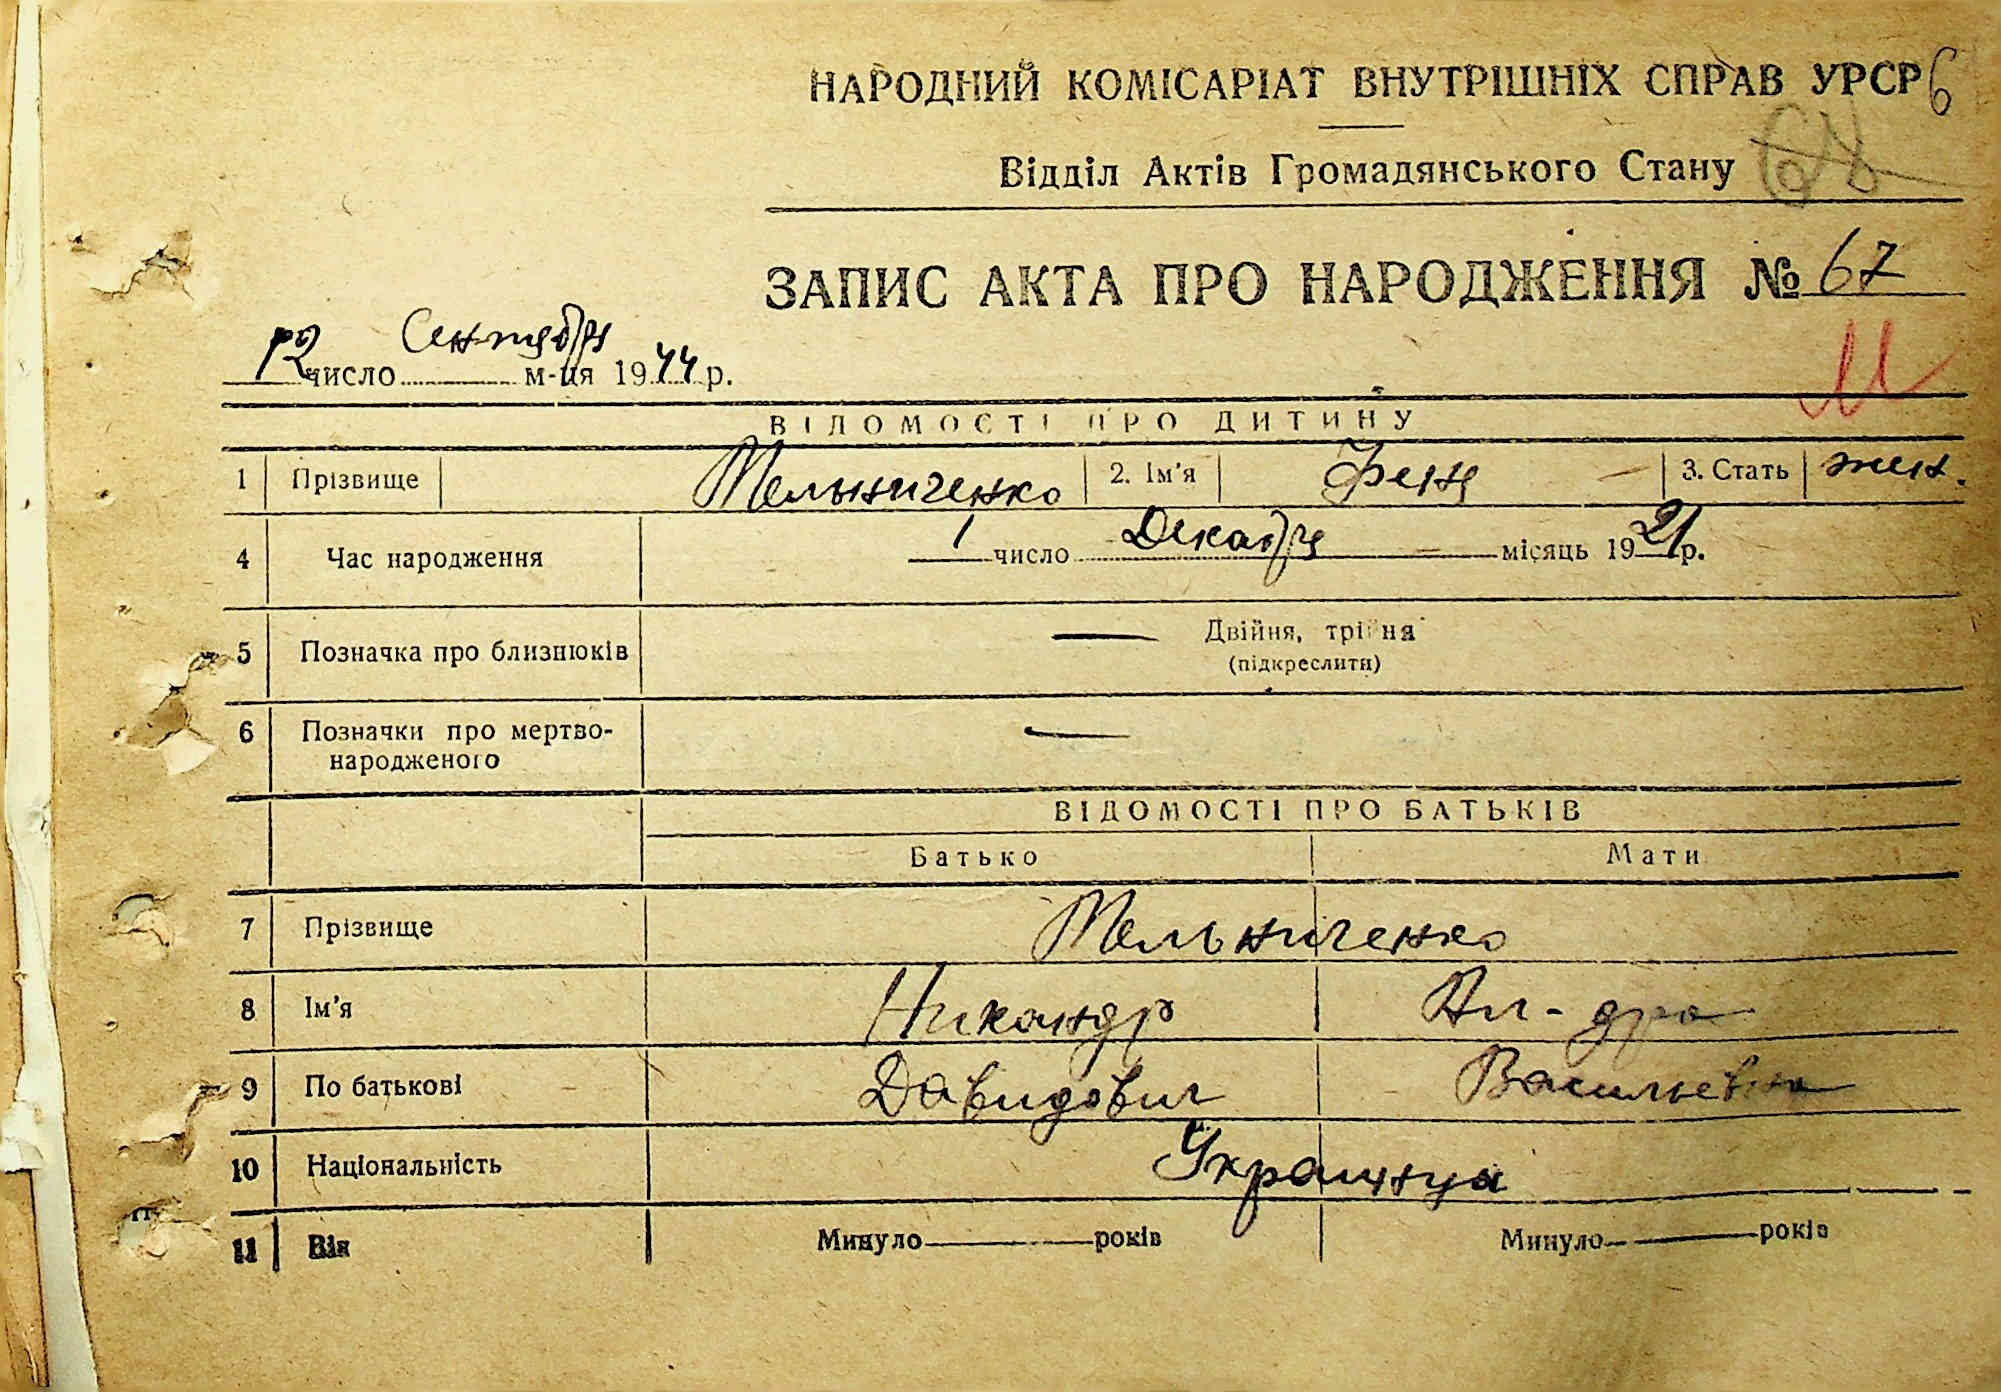 НАРОДНИЙ КОМІСАРІАТ ВНУТРІШНІХ СПРАВ УРСР 6
Відділ Актів Громадянського Стану
ЗАПИС АКТА ПРО НАРОДЖЕННЯ № 67
12 число Сентября м-ця 1944 р.
ВІДОМОСТІ ПРО ДИТИНУ
1 Прізвище Мельниченко 2. Ім'я Феня 3. Стать жен.
4 Час народження 1 число Декабря місяць 1921 р.
5 Позначка про близнюків — Двійня, трійня
(підкреслити)
6 Позначки про мертво-
народженого —
ВІДОМОСТІ ПРО БАТЬКІВ
Батько Мати
7 Прізвище Мельниченко
8 Ім'я Никандр Ал-дра
9 По батькові Давидович Васильевна
10 Національність Украинцы
11 Вік Минуло — років Минуло — років